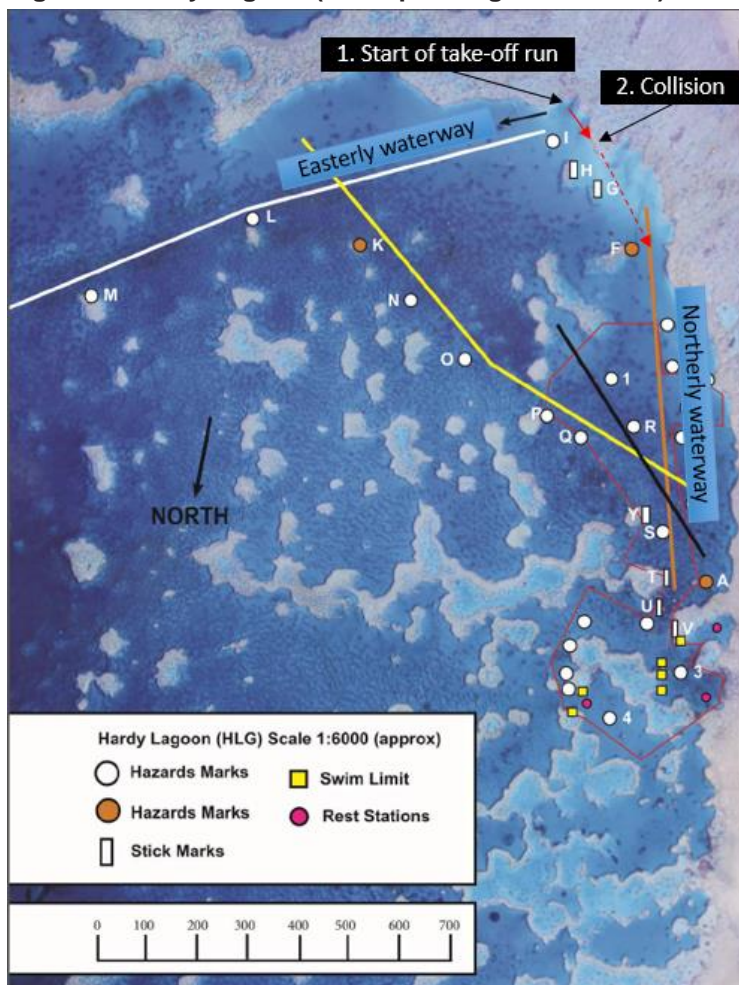 1. Start of take-off run
2. Collision
Easterly waterway
I
H
G
L
K
F
M
N
Northerly waterway
O
1
P
R
Q
NORTH
Y
S
T
A
U
V
3
4
Hardy Lagoon (HLG) Scale 1:6000 (approx)
Hazards Marks
Swim Limit
Hazards Marks
Rest Stations
Stick Marks
0 100 200 300 400 500 600 700